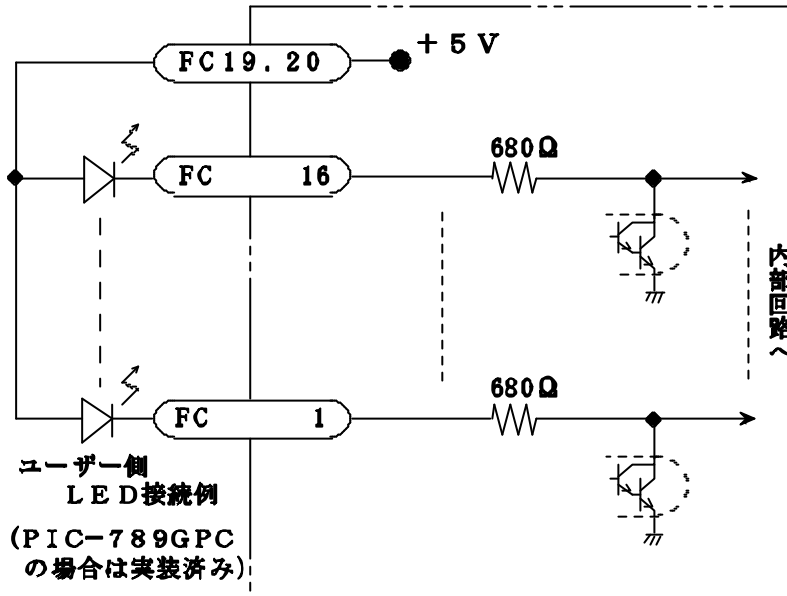 +5V
FC19.20
680Ω
FC 16
内部回路へ
680Ω
FC 1
ユーザー側
LED接続例
(PIC-789GPC
の場合は実装済み)